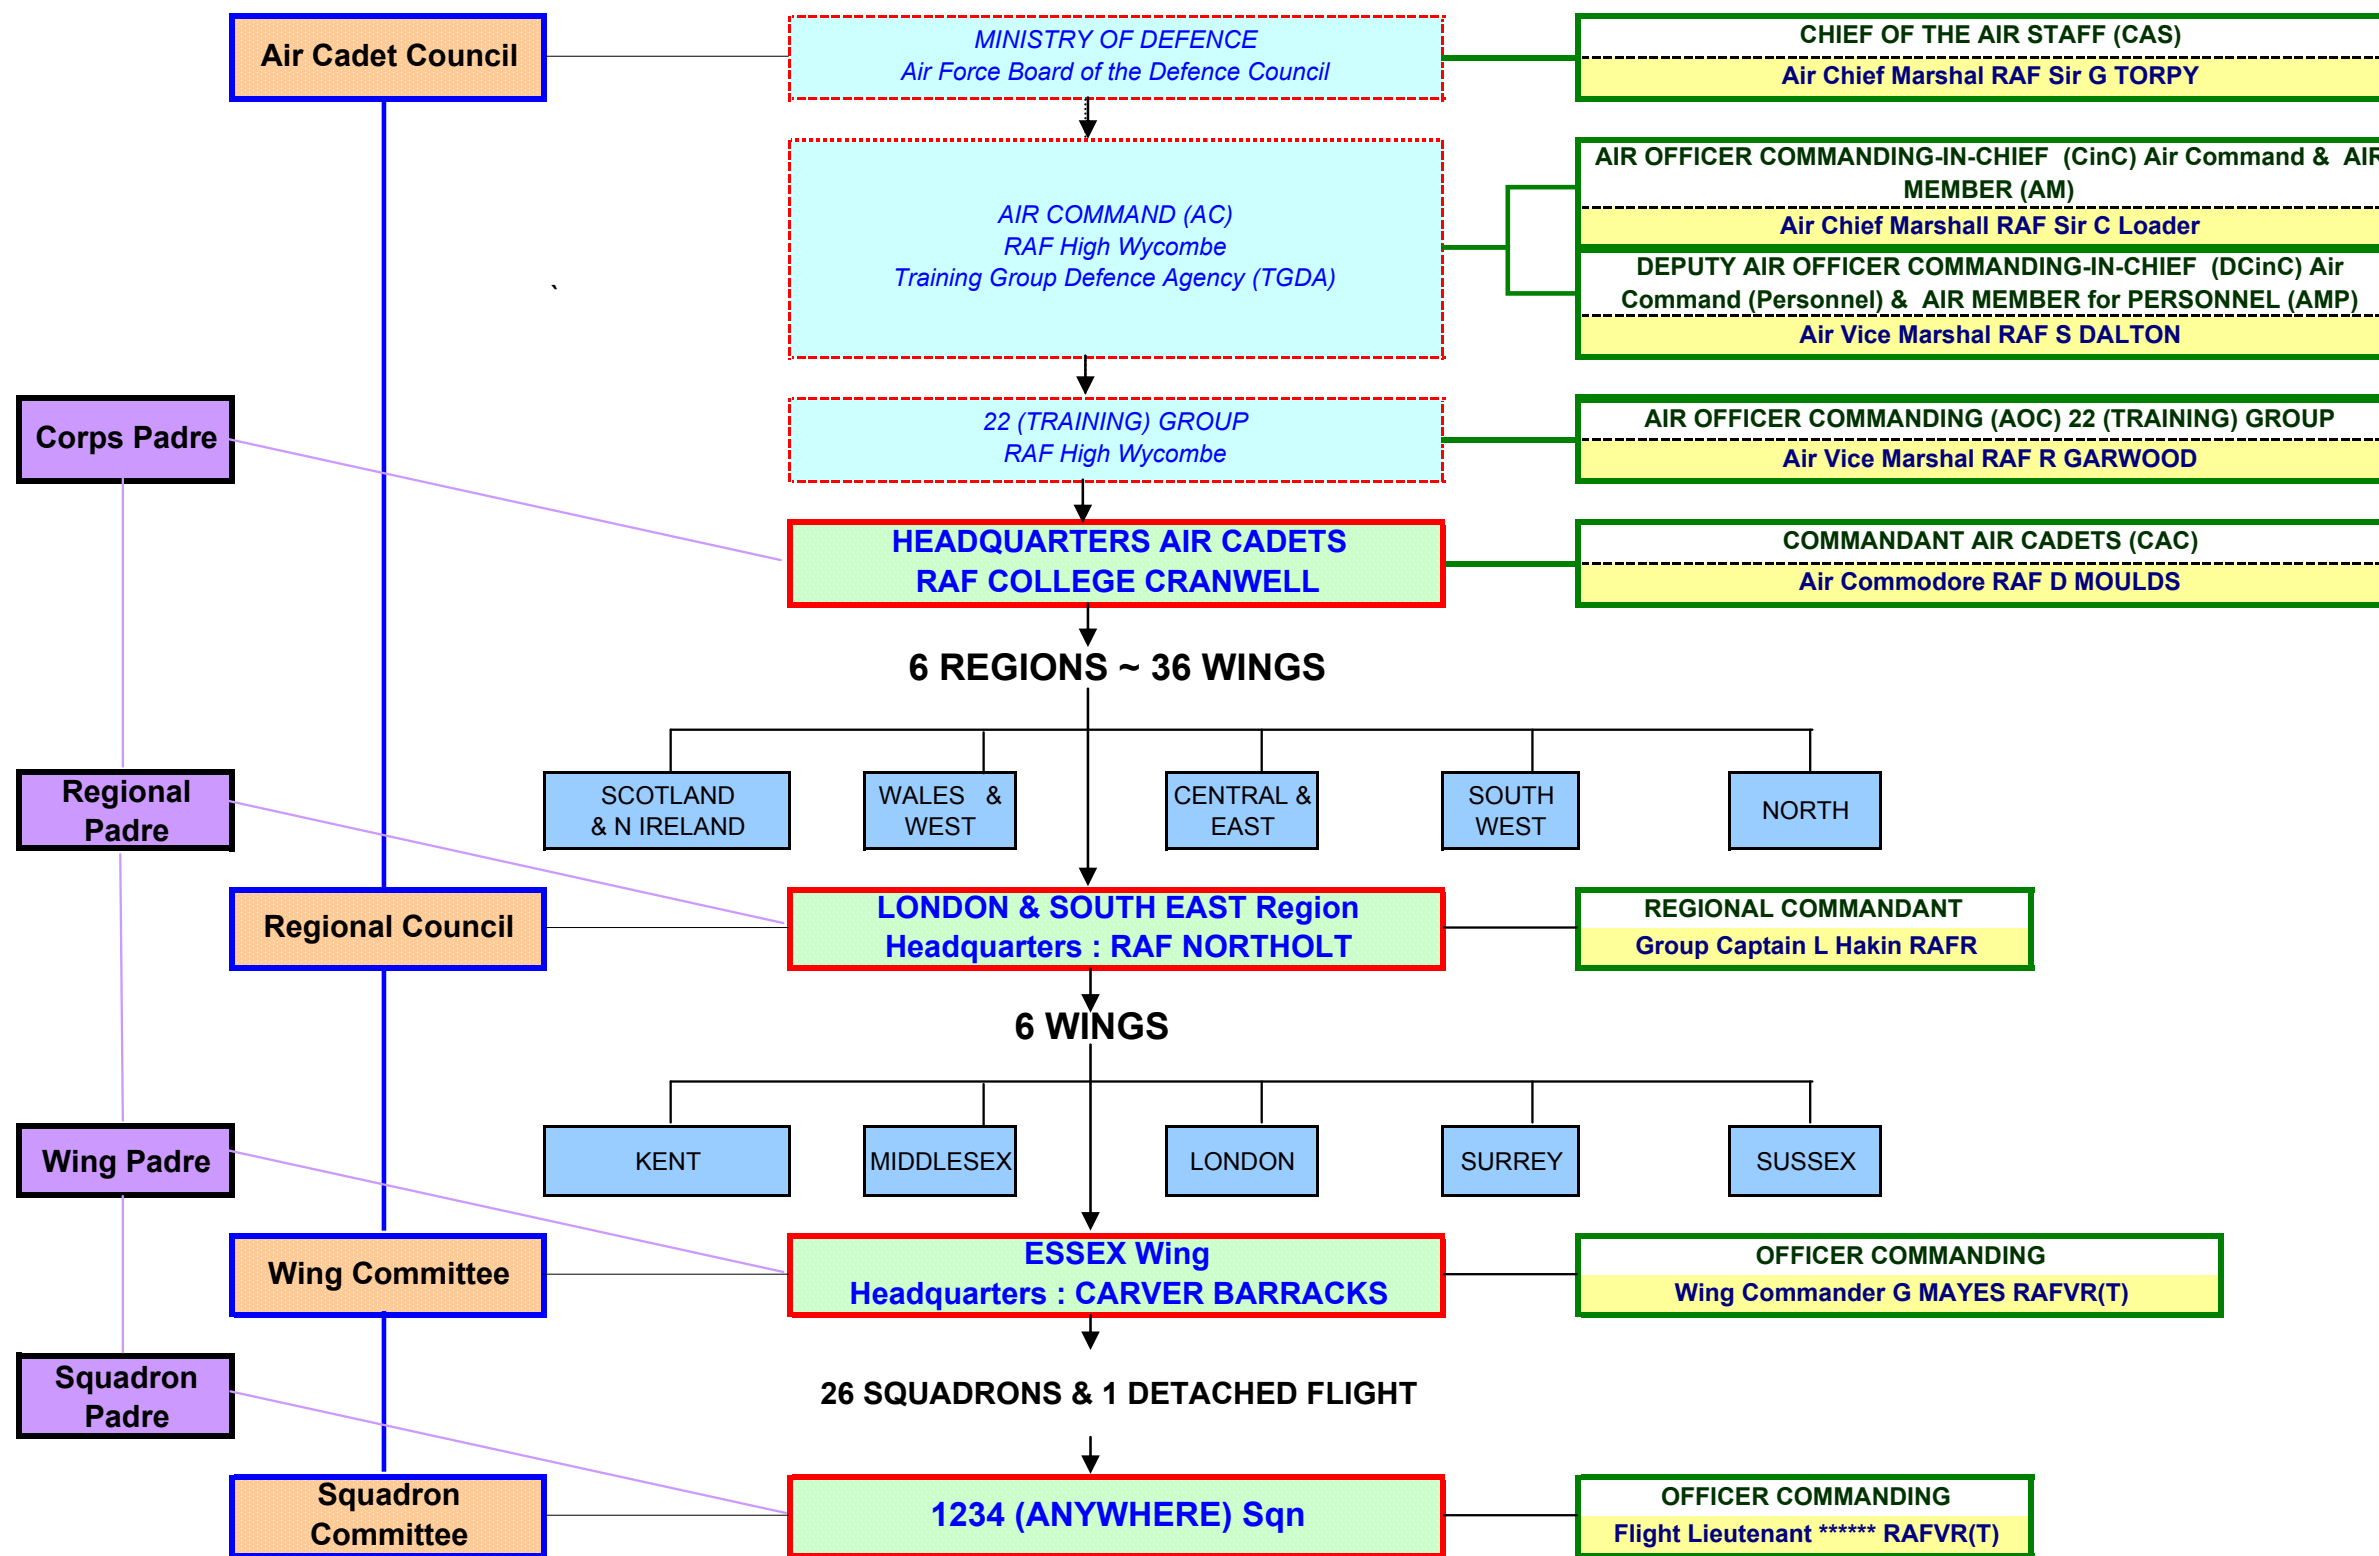 Air Cadet Council
MINISTRY OF DEFENCE
Air Force Board of the Defence Council
CHIEF OF THE AIR STAFF (CAS)
Air Chief Marshal RAF Sir G TORPY
AIR COMMAND (AC)
RAF High Wycombe
Training Group Defence Agency (TGDA)
AIR OFFICER COMMANDING-IN-CHIEF (CinC) Air Command & AIR
MEMBER (AM)
Air Chief Marshall RAF Sir C Loader
DEPUTY AIR OFFICER COMMANDING-IN-CHIEF (DCinC) Air
Command (Personnel) & AIR MEMBER for PERSONNEL (AMP)
Air Vice Marshal RAF S DALTON
`
Corps Padre
22 (TRAINING) GROUP
RAF High Wycombe
AIR OFFICER COMMANDING (AOC) 22 (TRAINING) GROUP
Air Vice Marshal RAF R GARWOOD
HEADQUARTERS AIR CADETS
RAF COLLEGE CRANWELL
COMMANDANT AIR CADETS (CAC)
Air Commodore RAF D MOULDS
6 REGIONS ~ 36 WINGS
Regional
Padre
SCOTLAND
& N IRELAND
WALES &
WEST
CENTRAL &
EAST
SOUTH
WEST
NORTH
Regional Council
LONDON & SOUTH EAST Region
Headquarters : RAF NORTHOLT
REGIONAL COMMANDANT
Group Captain L Hakin RAFR
6 WINGS
Wing Padre
KENT
MIDDLESEX
LONDON
SURREY
SUSSEX
Wing Committee
ESSEX Wing
Headquarters : CARVER BARRACKS
OFFICER COMMANDING
Wing Commander G MAYES RAFVR(T)
Squadron
Padre
26 SQUADRONS & 1 DETACHED FLIGHT
Squadron
Committee
1234 (ANYWHERE) Sqn
OFFICER COMMANDING
Flight Lieutenant ****** RAFVR(T)